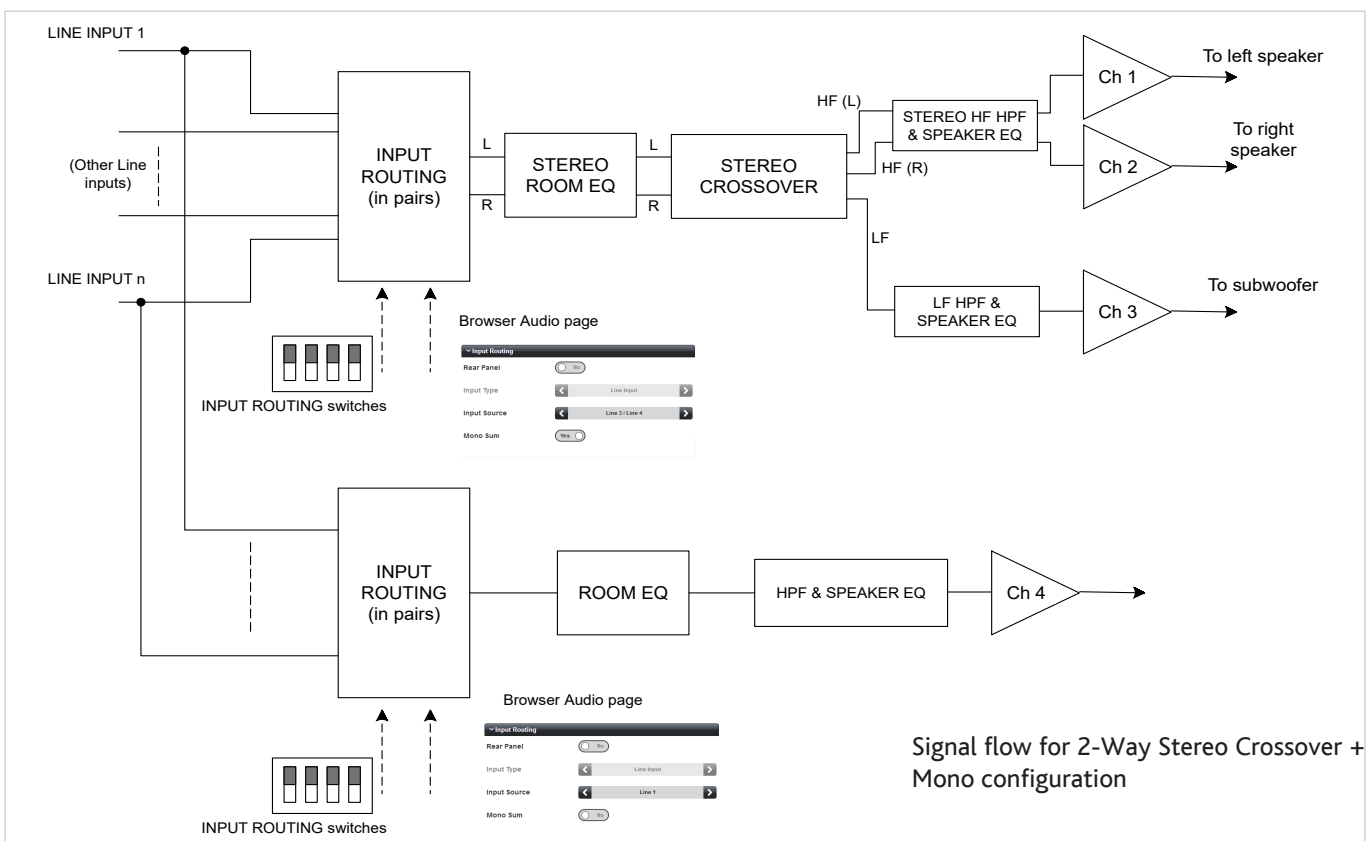 LINE INPUT 1
(Other Line
inputs)
LINE INPUT n
INPUT
ROUTING
(in pairs)
L
R
STEREO
ROOM EQ
L
R
STEREO
CROSSOVER
HF (L)
HF (R)
LF
STEREO HF HPF
& SPEAKER EQ
Ch 1
To left speaker
Ch 2
To right
speaker
LF HPF &
SPEAKER EQ
Ch 3
To subwoofer
INPUT ROUTING switches
Browser Audio page
Input Routing
Rear Panel No
Input Type Line Input
Input Source Line 3 / Line 4
Mono Sum Yes
INPUT
ROUTING
(in pairs)
ROOM EQ
HPF & SPEAKER EQ
Ch 4
INPUT ROUTING switches
Browser Audio page
Input Routing
Rear Panel No
Input Type Line Input
Input Source Line 1
Mono Sum No
Signal flow for 2-Way Stereo Crossover +
Mono configuration